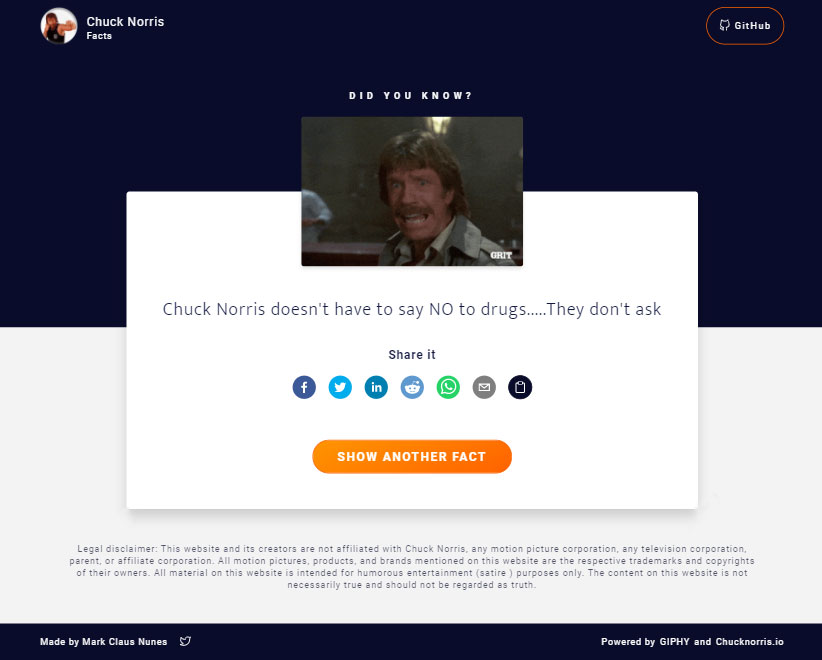 Chuck Norris
Facts
GitHub
DID YOU KNOW?
GRIT
Chuck Norris doesn't have to say NO to drugs.....They don't ask
Share it
SHOW ANOTHER FACT
Legal disclaimer: This website and its creators are not affiliated with Chuck Norris, any motion picture corporation, any television corporation,
parent, or affiliate corporation. All motion pictures, products, and brands mentioned on this website are the respective trademarks and copyrights
of their owners. All material on this website is intended for humorous entertainment (satire ) purposes only. The content on this website is not
necessarily true and should not be regarded as truth.
Made by Mark Claus Nunes
Powered by GIPHY and Chucknorris.io